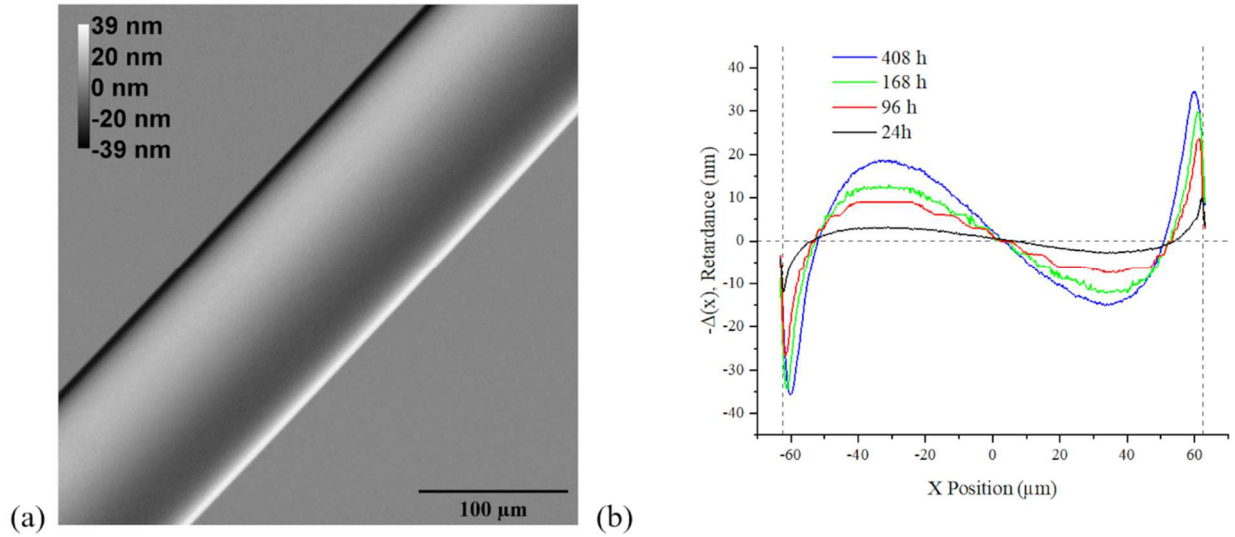 39 nm
20 nm
0 nm
-20 nm
-39 nm
100 μm
(a)
408 h
168 h
96 h
24h
40
30
20
10
0
-10
-20
-30
-40
-Δ(x), Retardance (nm)
-60
-40
-20
0
20
40
60
X Position (μm)
(b)